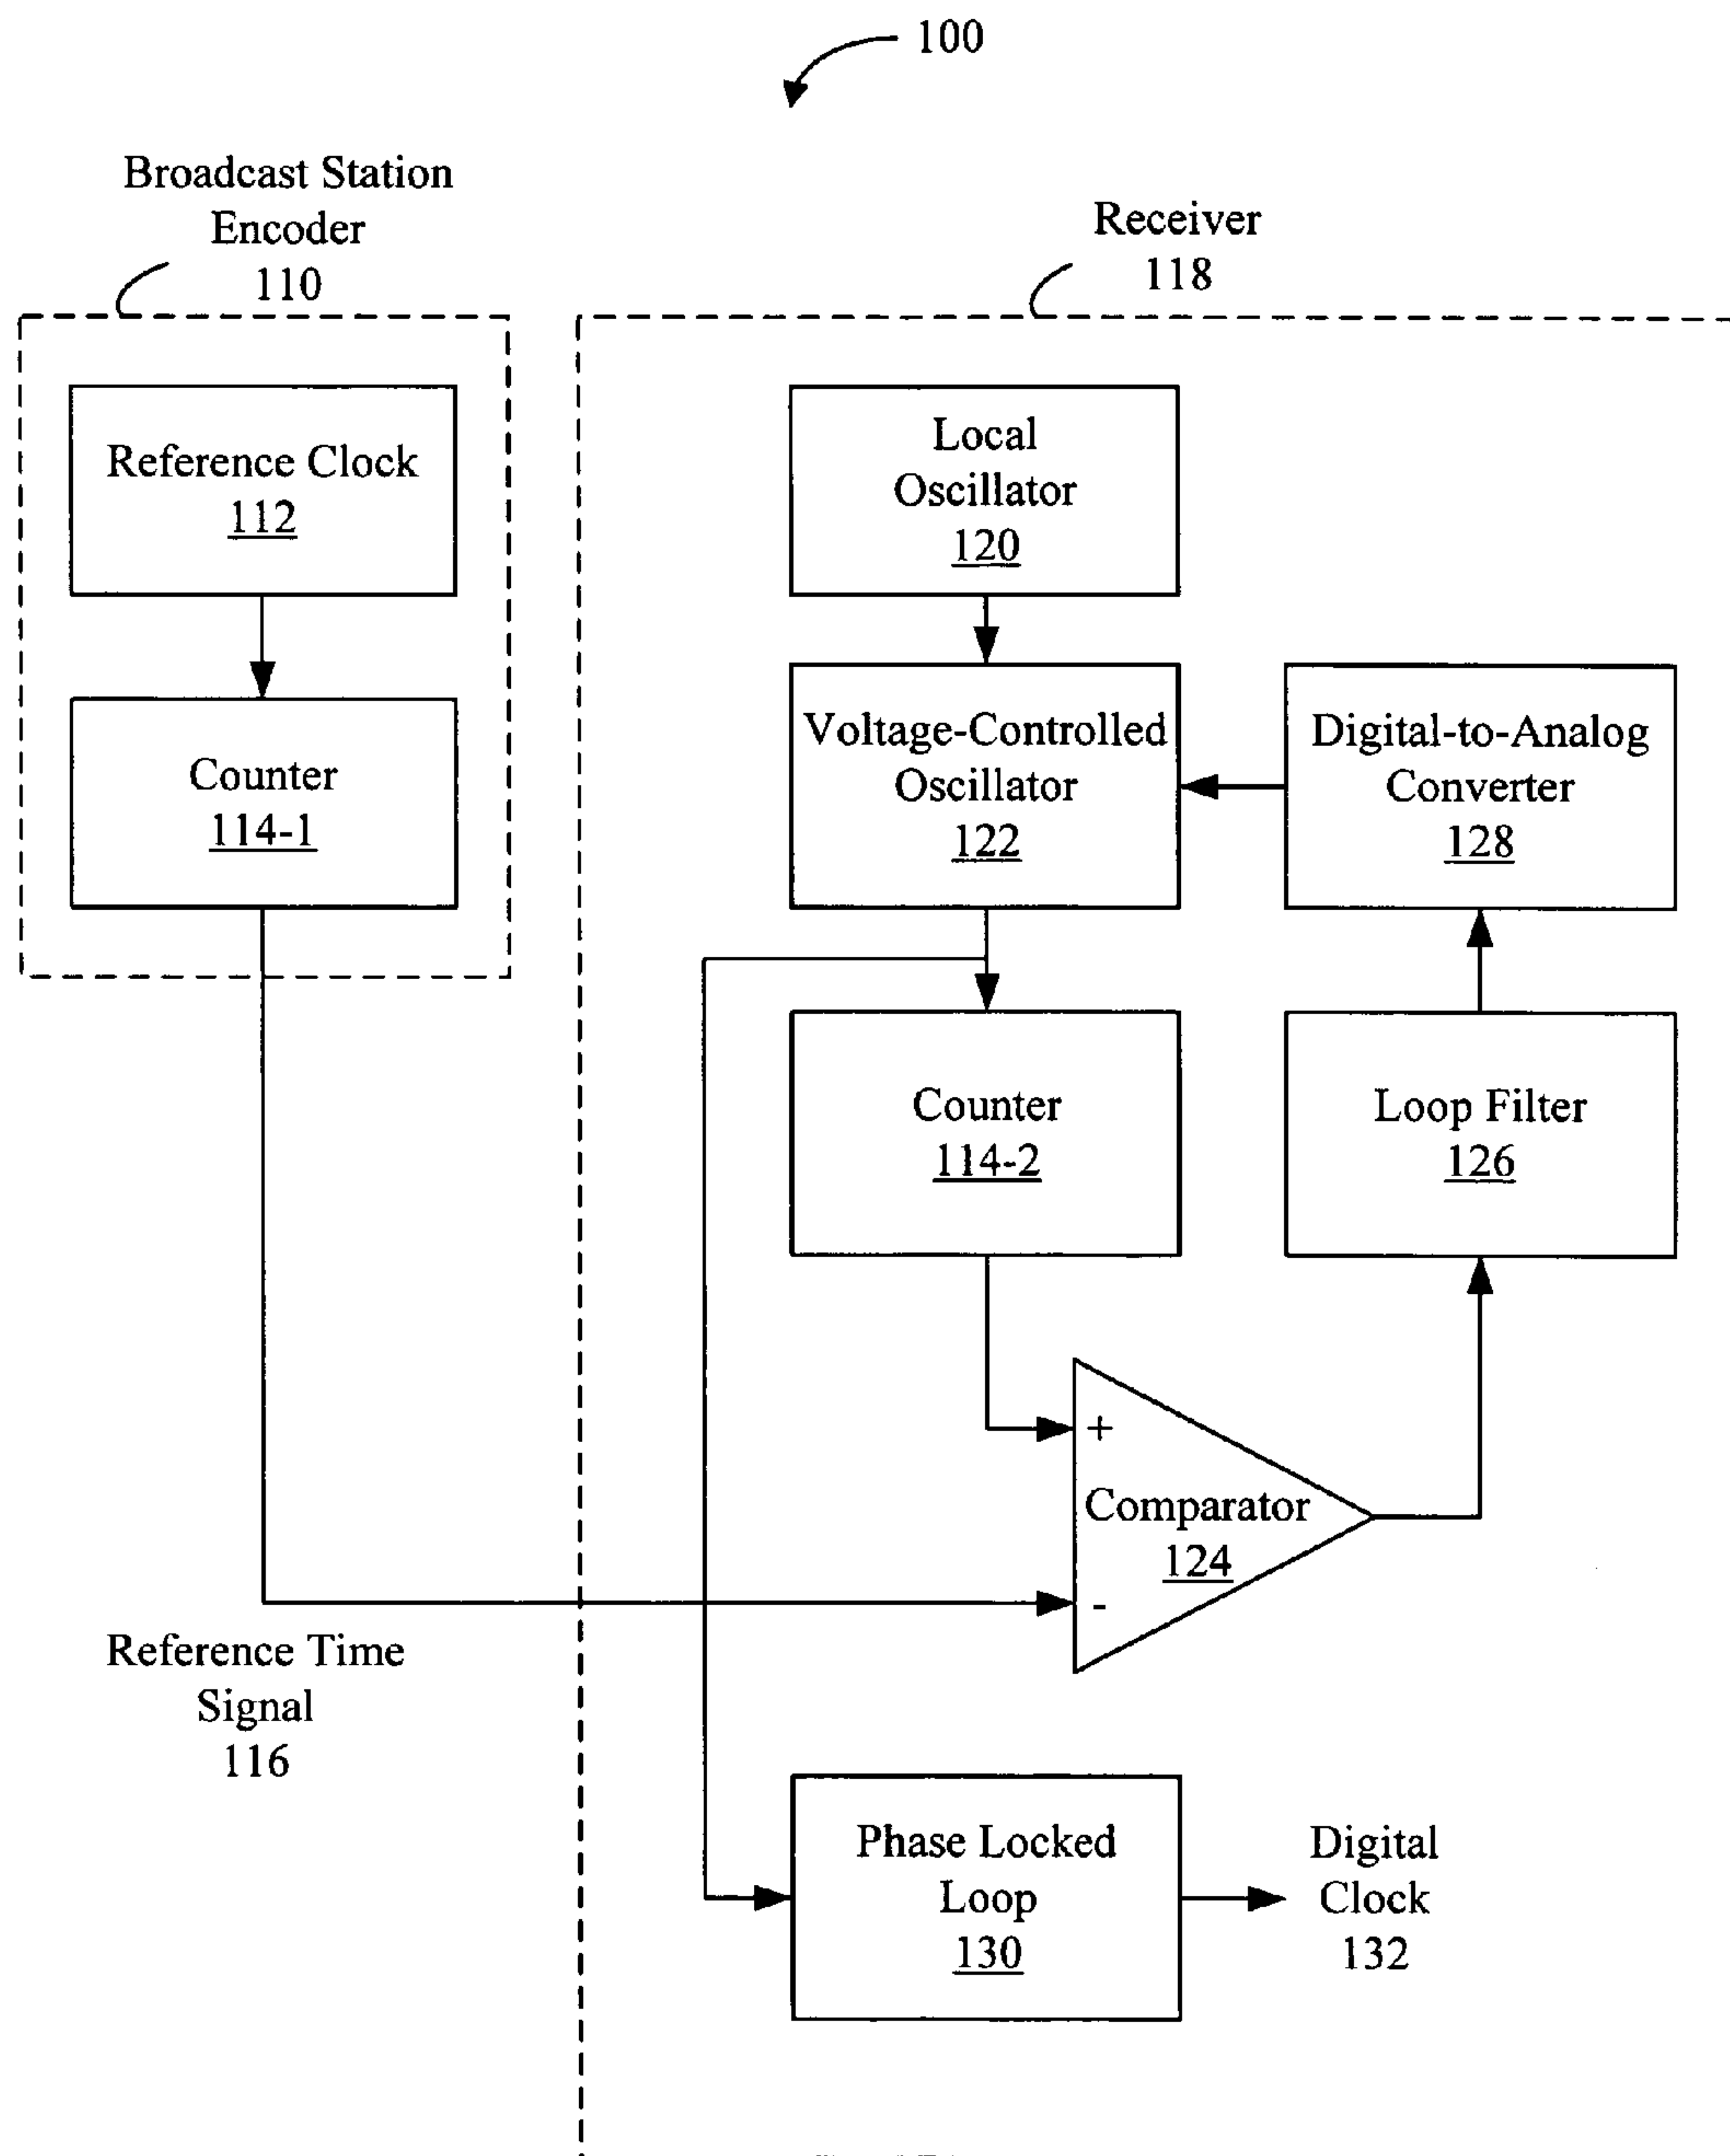 100
Broadcast Station
Encoder
110
Receiver
118
Reference Clock
112
Counter
114-1
Local
Oscillator
120
Voltage-Controlled
Oscillator
122
Digital-to-Analog
Converter
128
Counter
114-2
Loop Filter
126
+
Comparator
124
-
Reference Time
Signal
116
Phase Locked
Loop
130
Digital
Clock
132